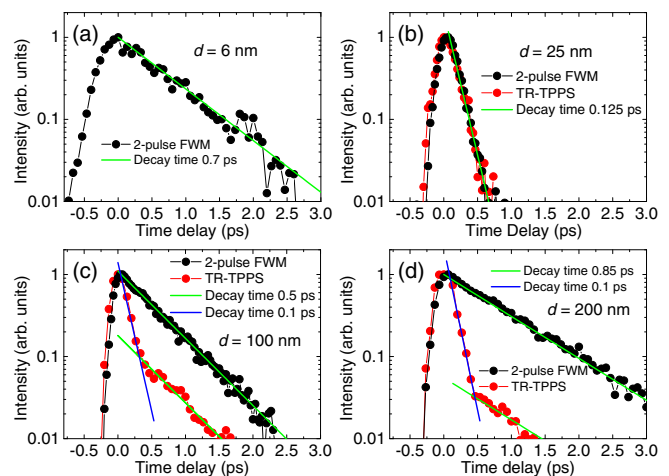 (a)
d = 6 nm
2-pulse FWM
Decay time 0.7 ps
Intensity (arb. units)
1
0.1
0.01
-0.5 0.0 0.5 1.0 1.5 2.0 2.5 3.0
Time delay (ps)
(b)
d = 25 nm
2-pulse FWM
TR-TPPS
Decay time 0.125 ps
Intensity (arb. units)
1
0.1
0.01
-0.5 0.0 0.5 1.0 1.5 2.0 2.5 3.0
Time Delay (ps)
(c)
2-pulse FWM
TR-TPPS
Decay time 0.5 ps
Decay time 0.1 ps
d = 100 nm
Intensity (arb. units)
1
0.1
0.01
-0.5 0.0 0.5 1.0 1.5 2.0 2.5 3.0
Time delay (ps)
(d)
Decay time 0.85 ps
Decay time 0.1 ps
d = 200 nm
2-pulse FWM
TR-TPPS
Intensity (arb. units)
1
0.1
0.01
-0.5 0.0 0.5 1.0 1.5 2.0 2.5 3.0
Time delay (ps)